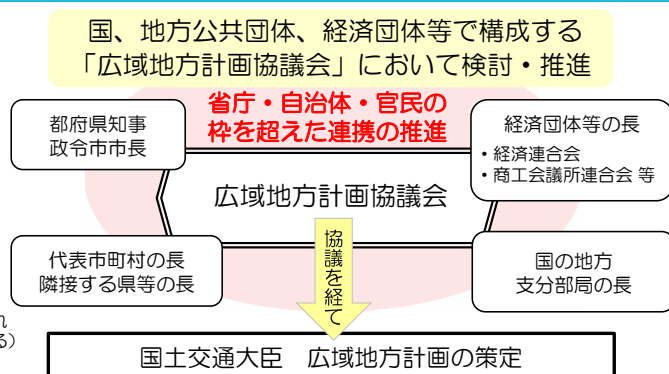 国、地方公共団体、経済団体等で構成する
「広域地方計画協議会」において検討・推進
省庁・自治体・官民の
枠を超えた連携の推進
都府県知事
政令市市長
経済団体等の長
・経済連合会
・商工会議所連合会 等
広域地方計画協議会
代表市町村の長
隣接する県等の長
協議を経て
国の地方
支分部局の長
れ
る）
国土交通大臣 広域地方計画の策定